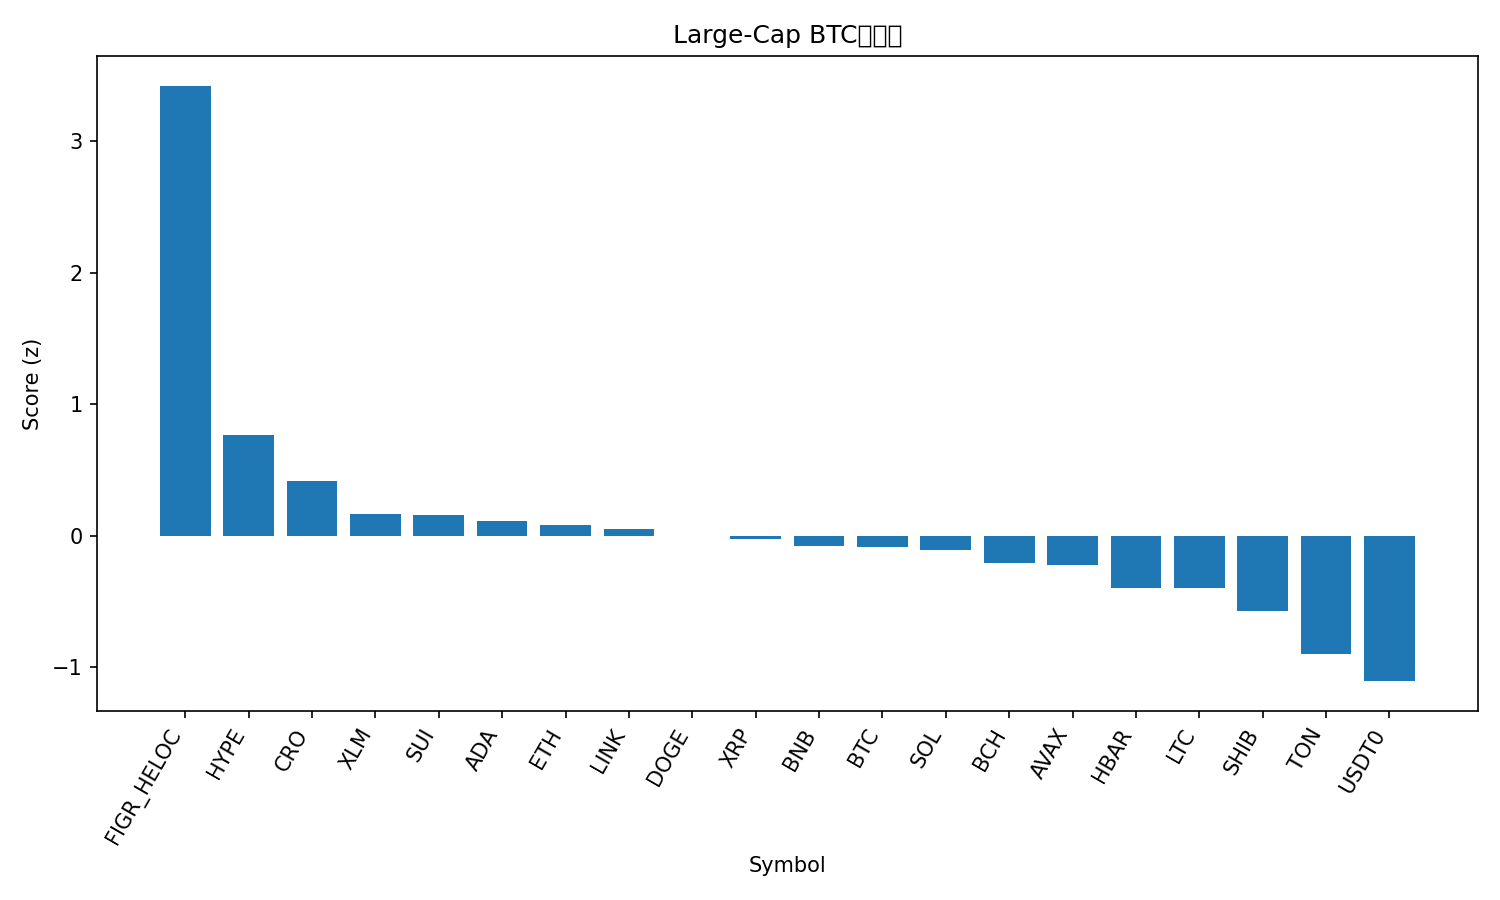 Large-Cap BTC
Score (z)
3
2
1
0
−1
FIGR_HELOC
HYPE
CRO
XLM
SUI
ADA
ETH
LINK
DOGE
XRP
BNB
BTC
SOL
BCH
AVAX
HBAR
LTC
SHIB
TON
USDT0
Symbol